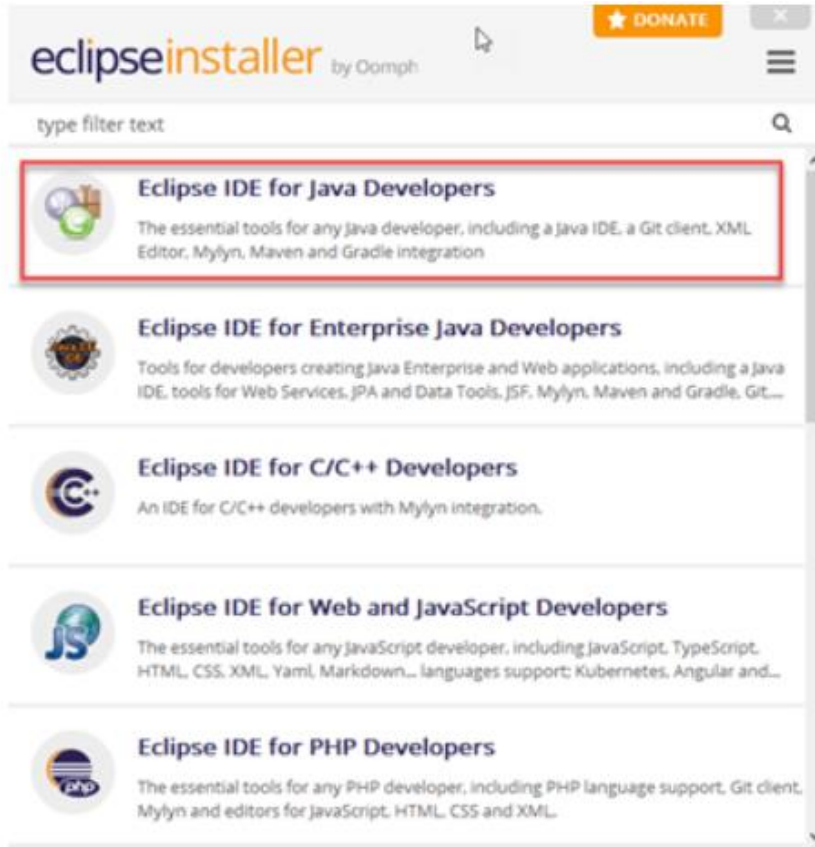 DONATE
eclipseinstaller by Oomph
type filter text
Eclipse IDE for Java Developers
The essential tools for any Java developer, including a Java IDE, a Git client, XML
Editor, Mylyn, Maven and Gradle integration
Eclipse IDE for Enterprise Java Developers
Java EE
IDE
Tools for developers creating Java Enterprise and Web applications, including a Java
IDE, tools for Web Services, JPA and Data Tools, JSF, Mylyn, Maven and Gradle, Git....
Eclipse IDE for C/C++ Developers
C++
An IDE for C/C++ developers with Mylyn integration.
Eclipse IDE for Web and JavaScript Developers
JS
The essential tools for any JavaScript developer, including JavaScript, TypeScript,
HTML, CSS, XML, Yaml, Markdown... languages support; Kubernetes, Angular and...
Eclipse IDE for PHP Developers
php
The essential tools for any PHP developer, including PHP language support, Git client,
Mylyn and editors for JavaScript, HTML, CSS and XML.